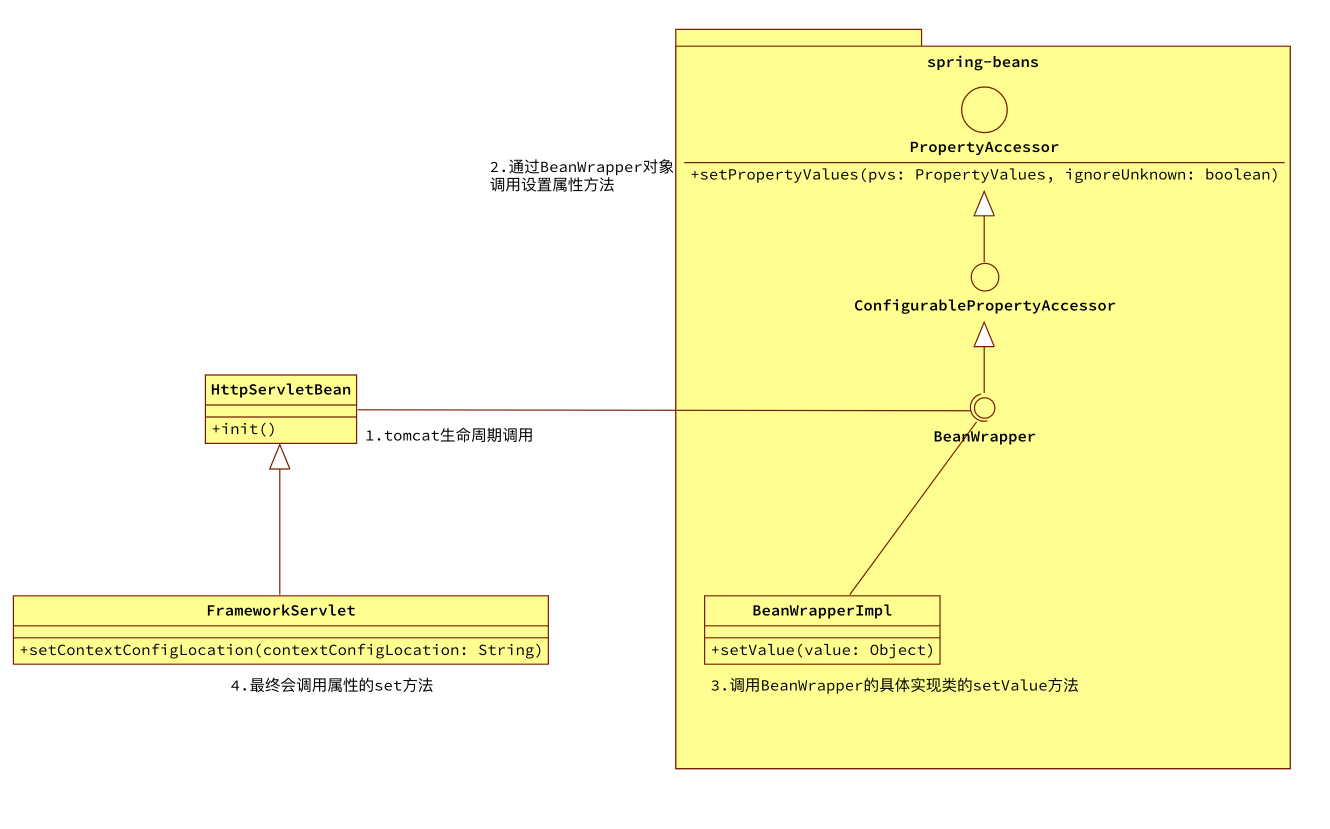 spring-beans
PropertyAccessor
2.通过BeanWrapper对象
调用设置属性方法
+setPropertyValues(pvs: PropertyValues, ignoreUnknown: boolean)
ConfigurablePropertyAccessor
HttpServletBean
+init()
1.tomcat生命周期调用
BeanWrapper
FrameworkServlet
+setContextConfigLocation(contextConfigLocation: String)
4.最终会调用属性的set方法
BeanWrapperImpl
+setValue(value: Object)
3.调用BeanWrapper的具体实现类的setValue方法